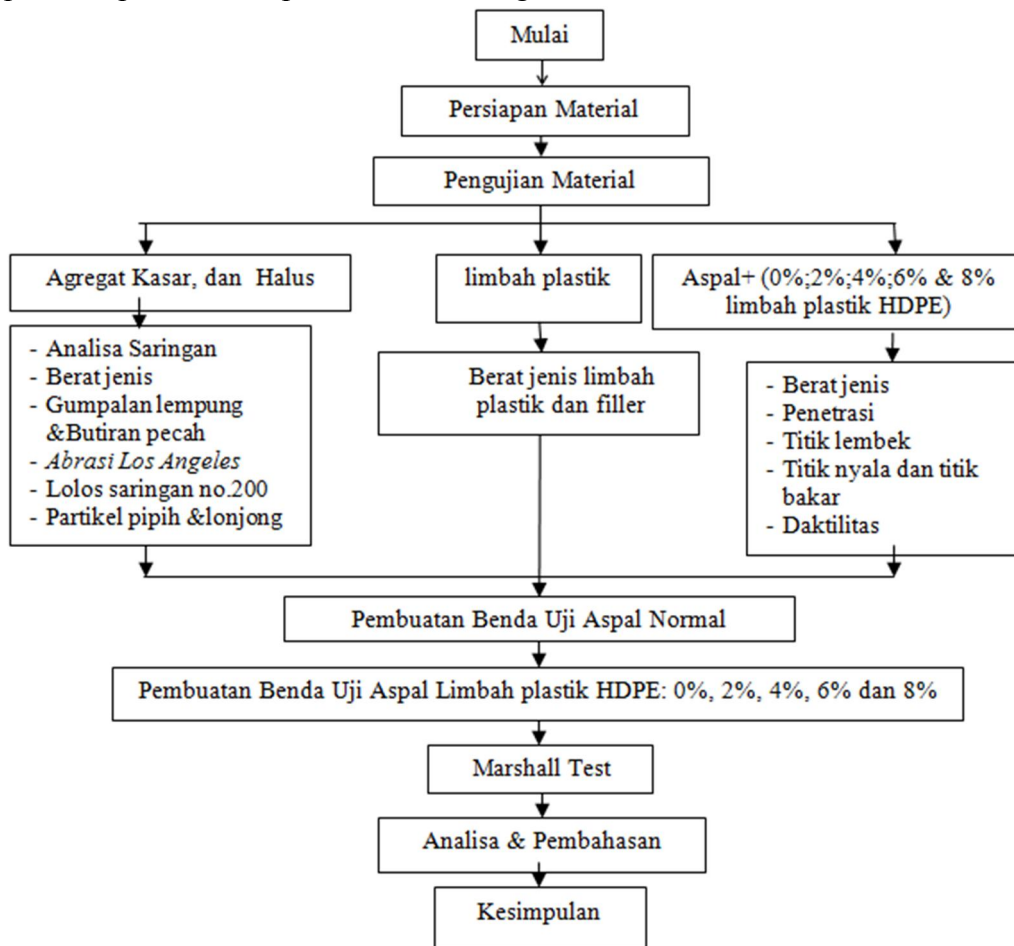 Mulai
Persiapan Material
Pengujian Material
Agregat Kasar, dan Halus
- Analisa Saringan
- Berat jenis
- Gumpalan lempung
&Butiran pecah
- Abrasi Los Angeles
- Lolos saringan no.200
- Partikel pipih &lonjong
limbah plastik
Berat jenis limbah
plastik dan filler
Aspal+ (0%;2%;4%;6% & 8%
limbah plastik HDPE)
- Berat jenis
- Penetrasi
- Titik lembek
- Titik nyala dan titik
bakar
- Daktilitas
Pembuatan Benda Uji Aspal Normal
Pembuatan Benda Uji Aspal Limbah plastik HDPE: 0%, 2%, 4%, 6% dan 8%
Marshall Test
Analisa & Pembahasan
Kesimpulan